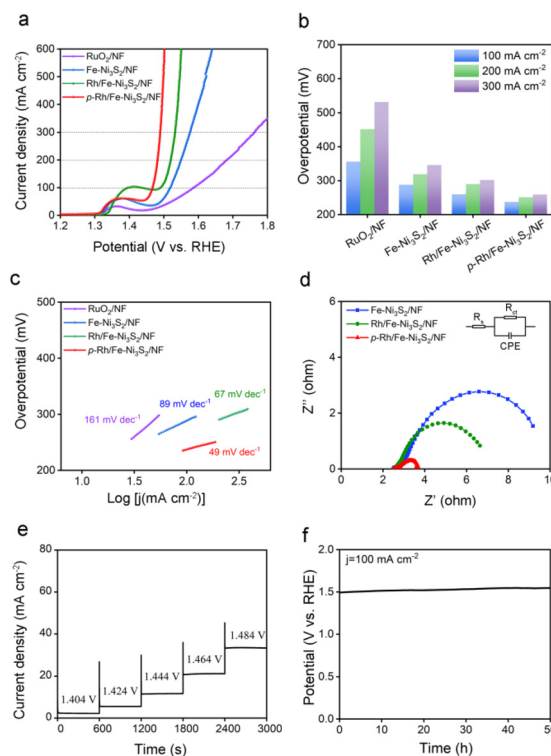 a
Current density (mA cm⁻²)
600
500
400
300
200
100
0
RuO₂/NF
Fe-Ni₃S₂/NF
Rh/Fe-Ni₃S₂/NF
p-Rh/Fe-Ni₃S₂/NF
1.2 1.3 1.4 1.5 1.6 1.7 1.8
Potential (V vs. RHE)
b
Overpotential (mV)
700
600
500
400
300
200
100 mA cm⁻²
200 mA cm⁻²
300 mA cm⁻²
RuO₂/NF
Fe-Ni₃S₂/NF
Rh/Fe-Ni₃S₂/NF
p-Rh/Fe-Ni₃S₂/NF
c
Overpotential (mV)
500
400
300
200
RuO₂/NF
Fe-Ni₃S₂/NF
Rh/Fe-Ni₃S₂/NF
p-Rh/Fe-Ni₃S₂/NF
161 mV dec⁻¹
89 mV dec⁻¹
67 mV dec⁻¹
49 mV dec⁻¹
1.0 1.5 2.0 2.5
Log [j(mA cm⁻²)]
d
Z'' (ohm)
6
4
2
0
Fe-Ni₃S₂/NF
Rh/Fe-Ni₃S₂/NF
p-Rh/Fe-Ni₃S₂/NF
Rₛ
R_ct
CPE
0 2 4 6 8 10
Z' (ohm)
e
Current density (mA cm⁻²)
80
60
40
20
0
1.404 V
1.424 V
1.444 V
1.464 V
1.484 V
0 600 1200 1800 2400 3000
Time (s)
f
Potential (V vs. RHE)
j=100 mA cm⁻²
2.0
1.5
1.0
0.5
0
0 10 20 30 40 50
Time (h)